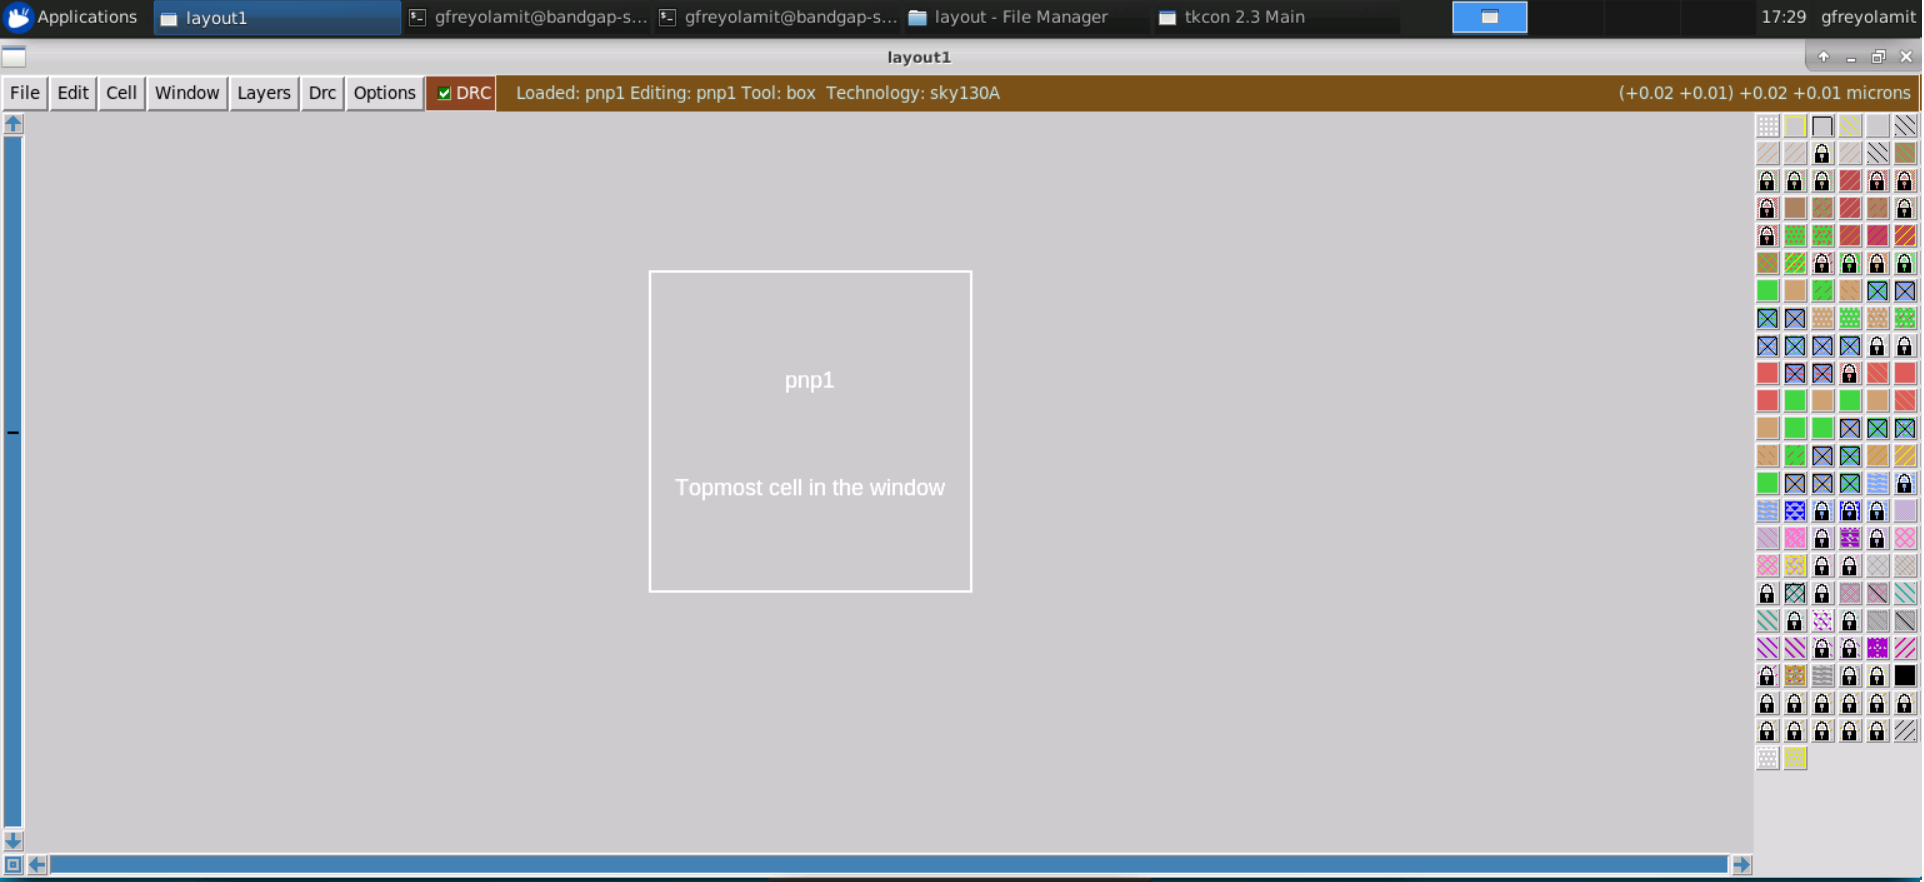 Applications
layout1
gfreyolamit@bandgap-s...
gfreyolamit@bandgap-s...
layout - File Manager
tkcon 2.3 Main
17:29
gfreyolamit
layout1
File
Edit
Cell
Window
Layers
Drc
Options
DRC
Loaded: pnp1 Editing: pnp1 Tool: box  Technology: sky130A
(+0.02 +0.01) +0.02 +0.01 microns
pnp1
Topmost cell in the window